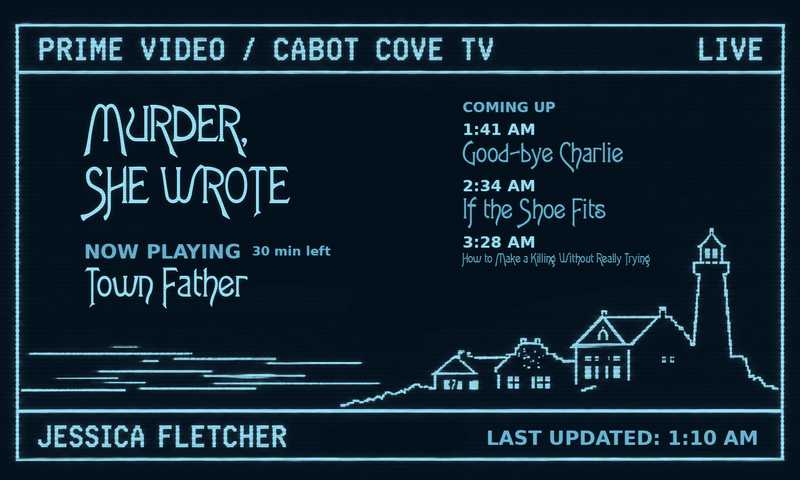 PRIME VIDEO / CABOT COVE TV
LIVE
MURDER,
SHE WROTE
NOW PLAYING 30 min left
Town Father
COMING UP
1:41 AM
Good-bye Charlie
2:34 AM
If the Shoe Fits
3:28 AM
How to Make a Killing Without Really Trying
JESSICA FLETCHER
LAST UPDATED: 1:10 AM